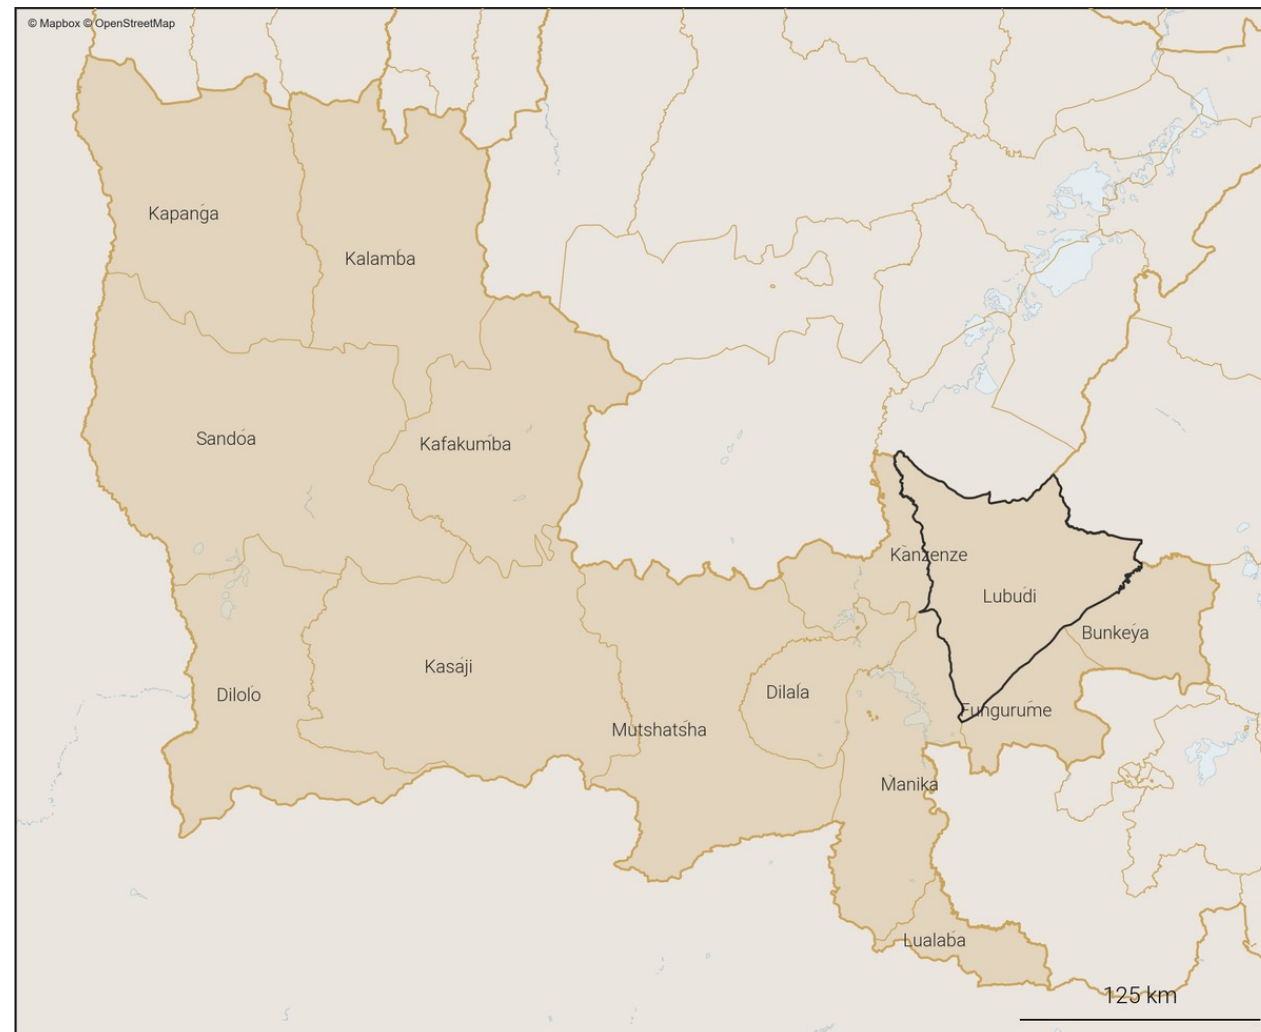 © Mapbox © OpenStreetMap
Kapanga
Kalamba
Sandoa
Kafakumba
Kanzenze
Lubudi
Bunkeya
Kasaji
Dilolo
Dilala
Fungurume
Mutshatsha
Manika
Lualaba
125 km